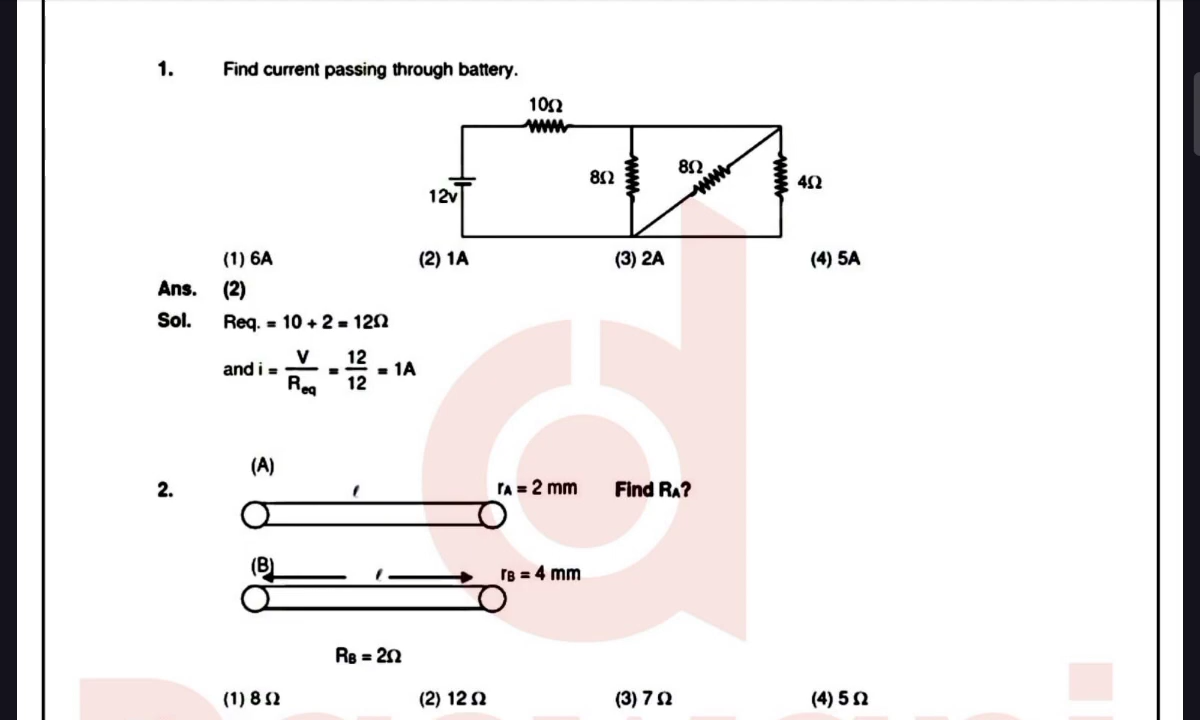 1. Find current passing through battery.
10Ω
8Ω 8Ω 4Ω
12v
(1) 6A (2) 1A (3) 2A (4) 5A
Ans. (2)
Sol. Req. = 10 + 2 = 12Ω
and i = V/Req = 12/12 = 1A
(A)
2. ℓ rA = 2 mm Find RA?
(B) ℓ rB = 4 mm
RB = 2Ω
(1) 8 Ω (2) 12 Ω (3) 7 Ω (4) 5 Ω